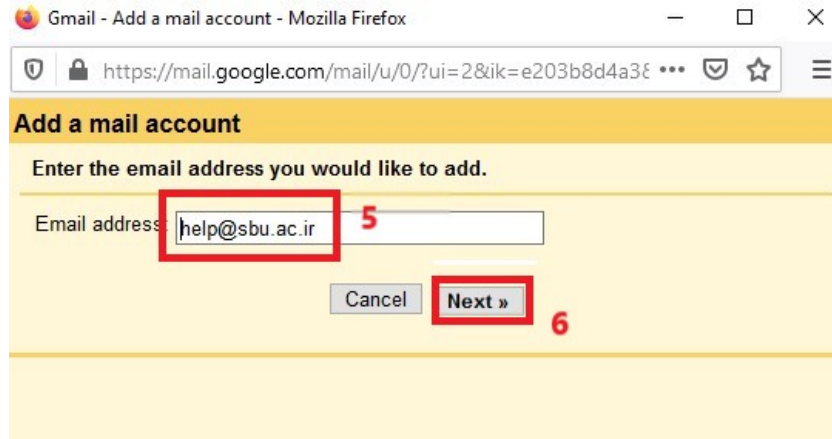 Gmail - Add a mail account - Mozilla Firefox
https://mail.google.com/mail/u/0/?ui=2&ik=e203b8d4a38
Add a mail account
Enter the email address you would like to add.
Email address: help@sbu.ac.ir 5
Cancel Next » 6